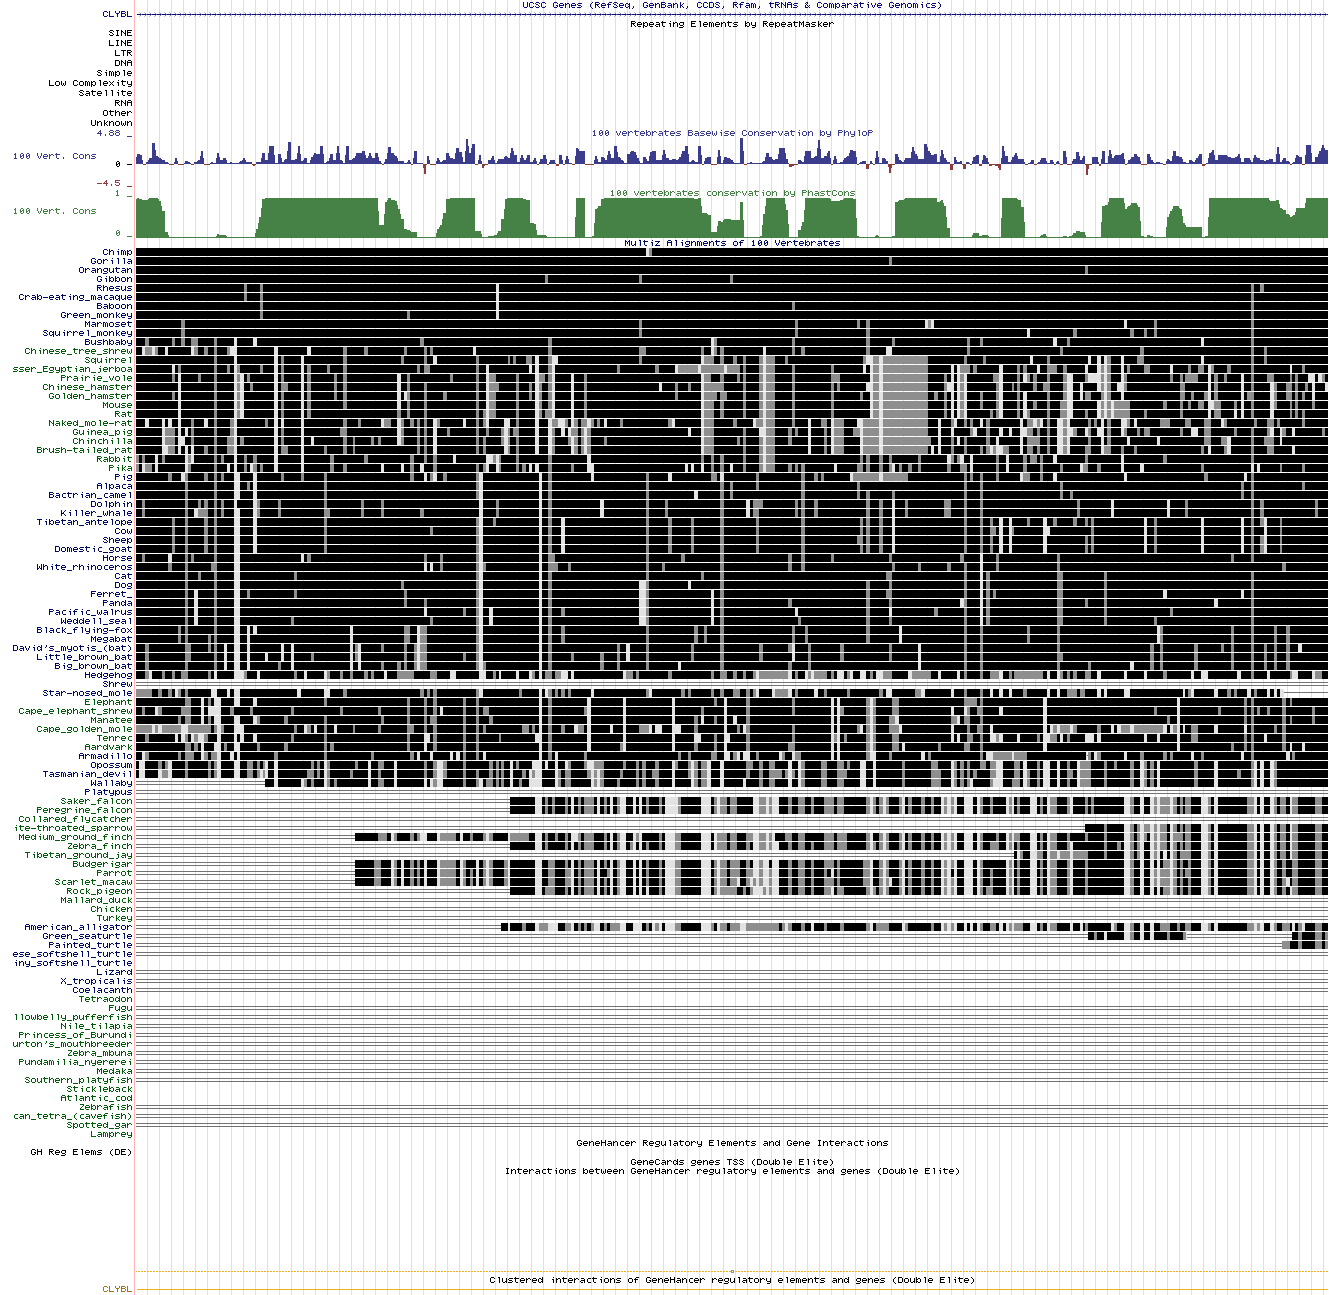 UCSC Genes (RefSeq, GenBank, CCDS, Rfam, tRNAs & Comparative Genomics)
CLYBL
Repeating Elements by RepeatMasker
SINE
LINE
LTR
DNA
Simple
Low Complexity
Satellite
RNA
Other
Unknown
4.88 _
100 vertebrates Basewise Conservation by PhyloP
100 Vert. Cons
0 _
-4.5 _
1 _
100 vertebrates conservation by PhastCons
100 Vert. Cons
0 _
Multiz Alignments of 100 Vertebrates
Chimp
Gorilla
Orangutan
Gibbon
Rhesus
Crab-eating_macaque
Baboon
Green_monkey
Marmoset
Squirrel_monkey
Bushbaby
Chinese_tree_shrew
Squirrel
sser_Egyptian_jerboa
Prairie_vole
Chinese_hamster
Golden_hamster
Mouse
Rat
Naked_mole-rat
Guinea_pig
Chinchilla
Brush-tailed_rat
Rabbit
Pika
Pig
Alpaca
Bactrian_camel
Dolphin
Killer_whale
Tibetan_antelope
Cow
Sheep
Domestic_goat
Horse
White_rhinoceros
Cat
Dog
Ferret_
Panda
Pacific_walrus
Weddell_seal
Black_flying-fox
Megabat
David's_myotis_(bat)
Little_brown_bat
Big_brown_bat
Hedgehog
Shrew
Star-nosed_mole
Elephant
Cape_elephant_shrew
Manatee
Cape_golden_mole
Tenrec
Aardvark
Armadillo
Opossum
Tasmanian_devil
Wallaby
Platypus
Saker_falcon
Peregrine_falcon
Collared_flycatcher
ite-throated_sparrow
Medium_ground_finch
Zebra_finch
Tibetan_ground_jay
Budgerigar
Parrot
Scarlet_macaw
Rock_pigeon
Mallard_duck
Chicken
Turkey
American_alligator
Green_seaturtle
Painted_turtle
ese_softshell_turtle
iny_softshell_turtle
Lizard
X_tropicalis
Coelacanth
Tetraodon
Fugu
llowbelly_pufferfish
Nile_tilapia
Princess_of_Burundi
urton's_mouthbreeder
Zebra_mbuna
Pundamilia_nyererei
Medaka
Southern_platyfish
Stickleback
Atlantic_cod
Zebrafish
can_tetra_(cavefish)
Spotted_gar
Lamprey
GeneHancer Regulatory Elements and Gene Interactions
GH Reg Elems (DE)
GeneCards genes TSS (Double Elite)
Interactions between GeneHancer regulatory elements and genes (Double Elite)
Clustered interactions of GeneHancer regulatory elements and genes (Double Elite)
CLYBL